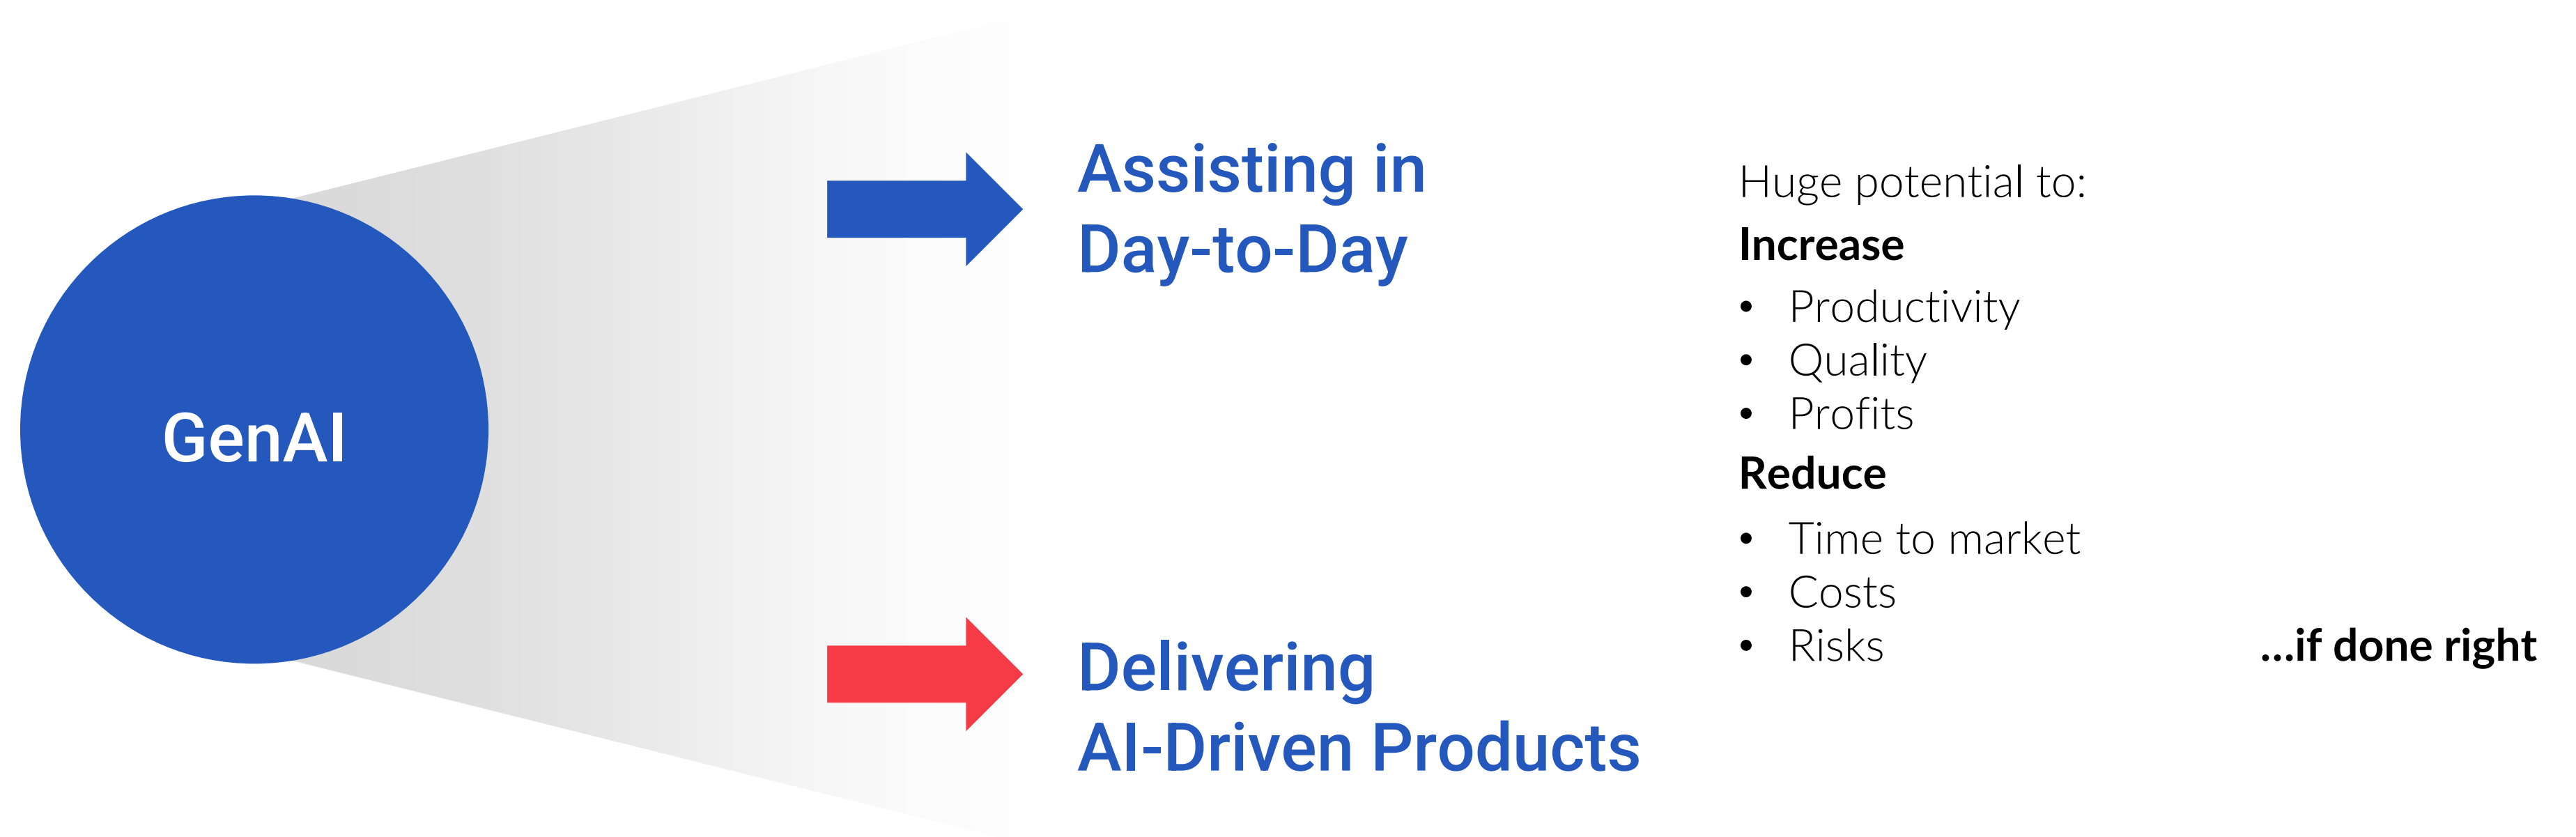 GenAI
Assisting in
Day-to-Day
Delivering
AI-Driven Products
Huge potential to:
Increase
• Productivity
• Quality
• Profits
Reduce
• Time to market
• Costs
• Risks
...if done right